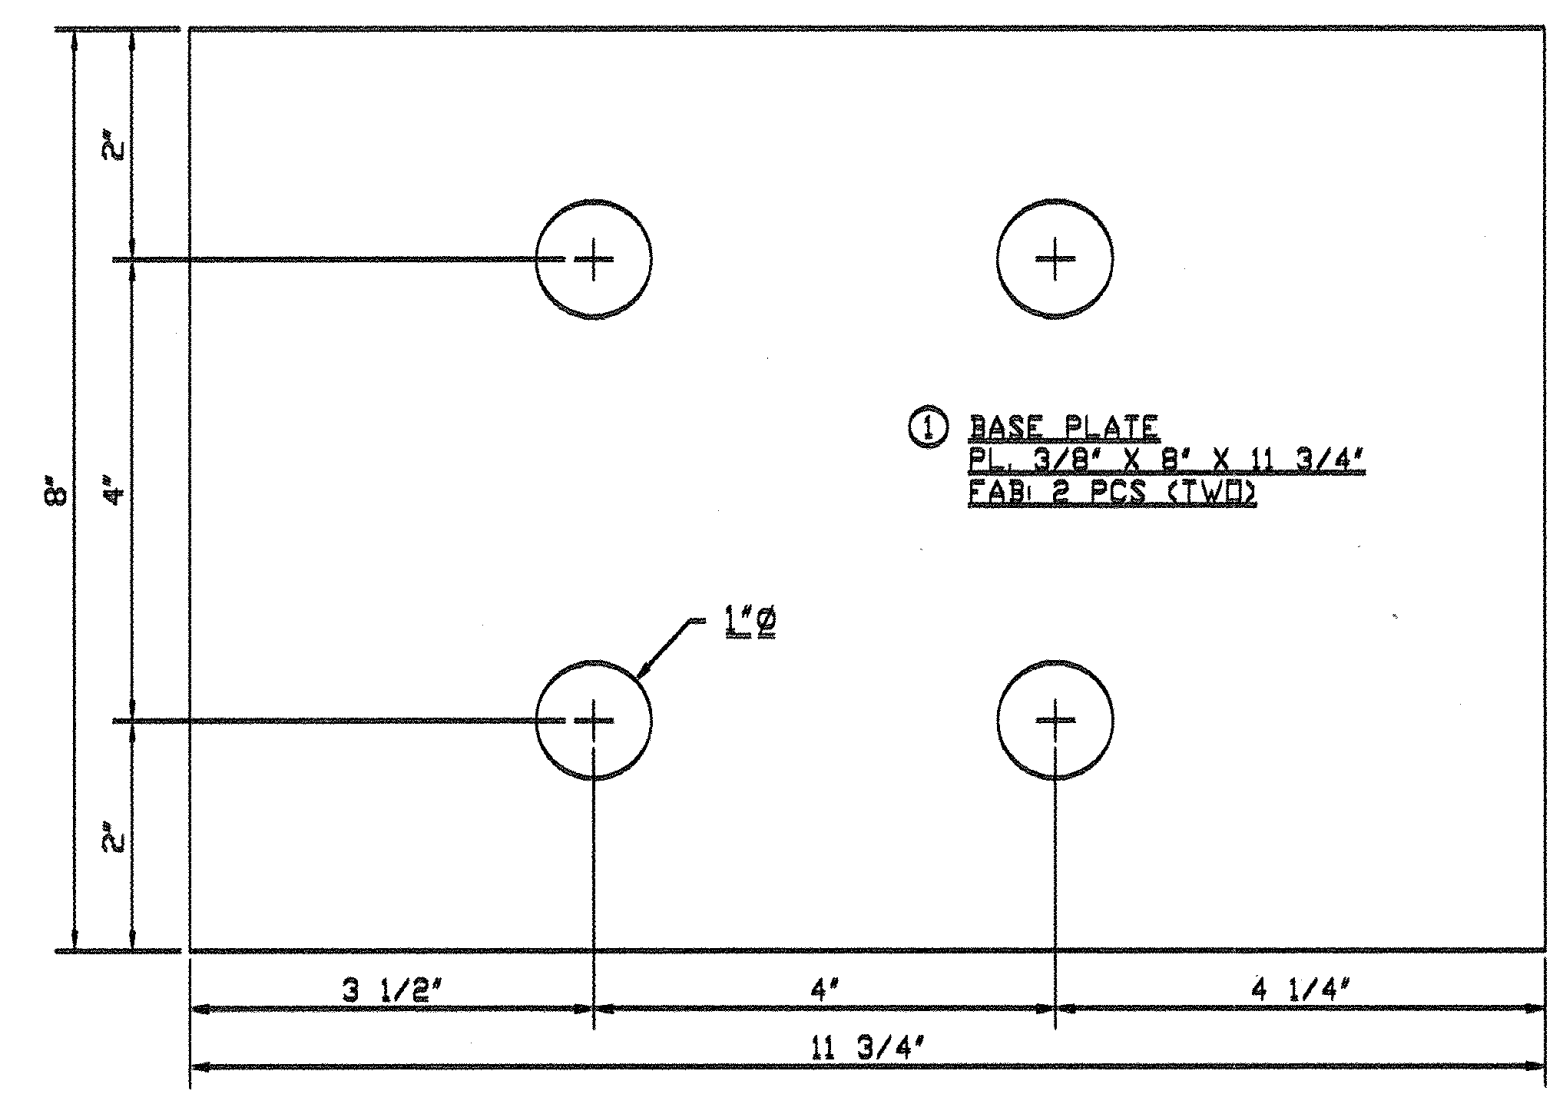 2"
4"
8"
2"
1
BASE PLATE
PL. 3/8" X 8" X 11 3/4"
FAB: 2 PCS (TWO)
1"Ø
3 1/2"
4"
4 1/4"
11 3/4"